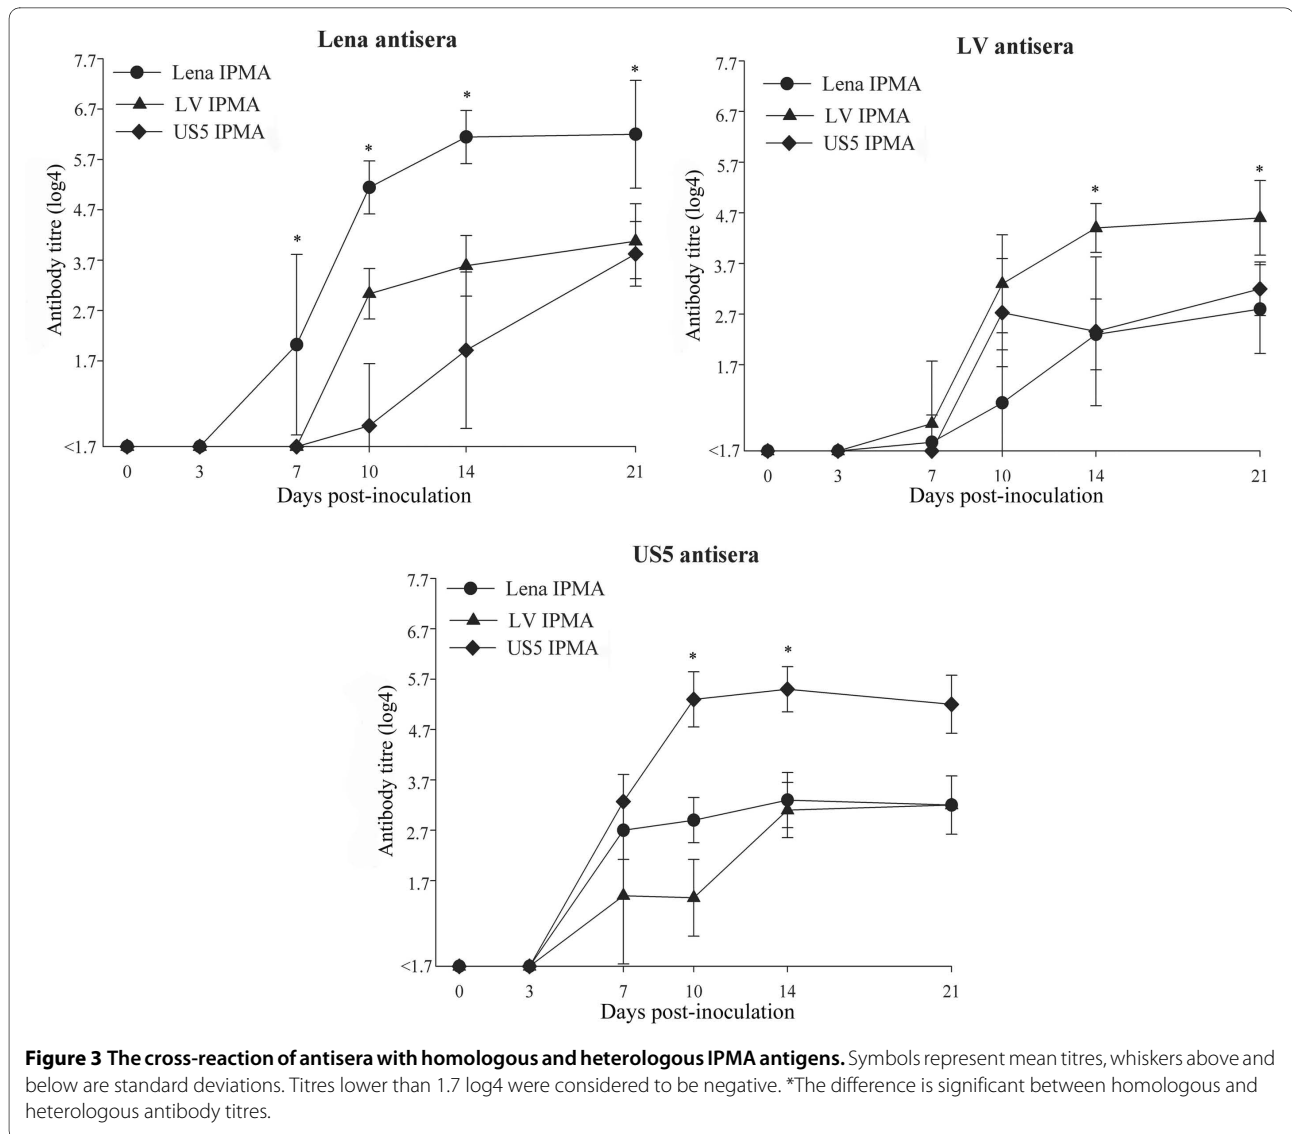 Lena antisera
7.7
6.7
5.7
4.7
3.7
2.7
1.7
<1.7
Antibody titre (log4)
Lena IPMA
LV IPMA
US5 IPMA
* * * *
0 3 7 10 14 21
Days post-inoculation
LV antisera
7.7
6.7
5.7
4.7
3.7
2.7
1.7
<1.7
Antibody titre (log4)
Lena IPMA
LV IPMA
US5 IPMA
* *
0 3 7 10 14 21
Days post-inoculation
US5 antisera
7.7
6.7
5.7
4.7
3.7
2.7
1.7
<1.7
Antibody titre (log4)
Lena IPMA
LV IPMA
US5 IPMA
* *
0 3 7 10 14 21
Days post-inoculation
Figure 3 The cross-reaction of antisera with homologous and heterologous IPMA antigens. Symbols represent mean titres, whiskers above and
below are standard deviations. Titres lower than 1.7 log4 were considered to be negative. *The difference is significant between homologous and
heterologous antibody titres.